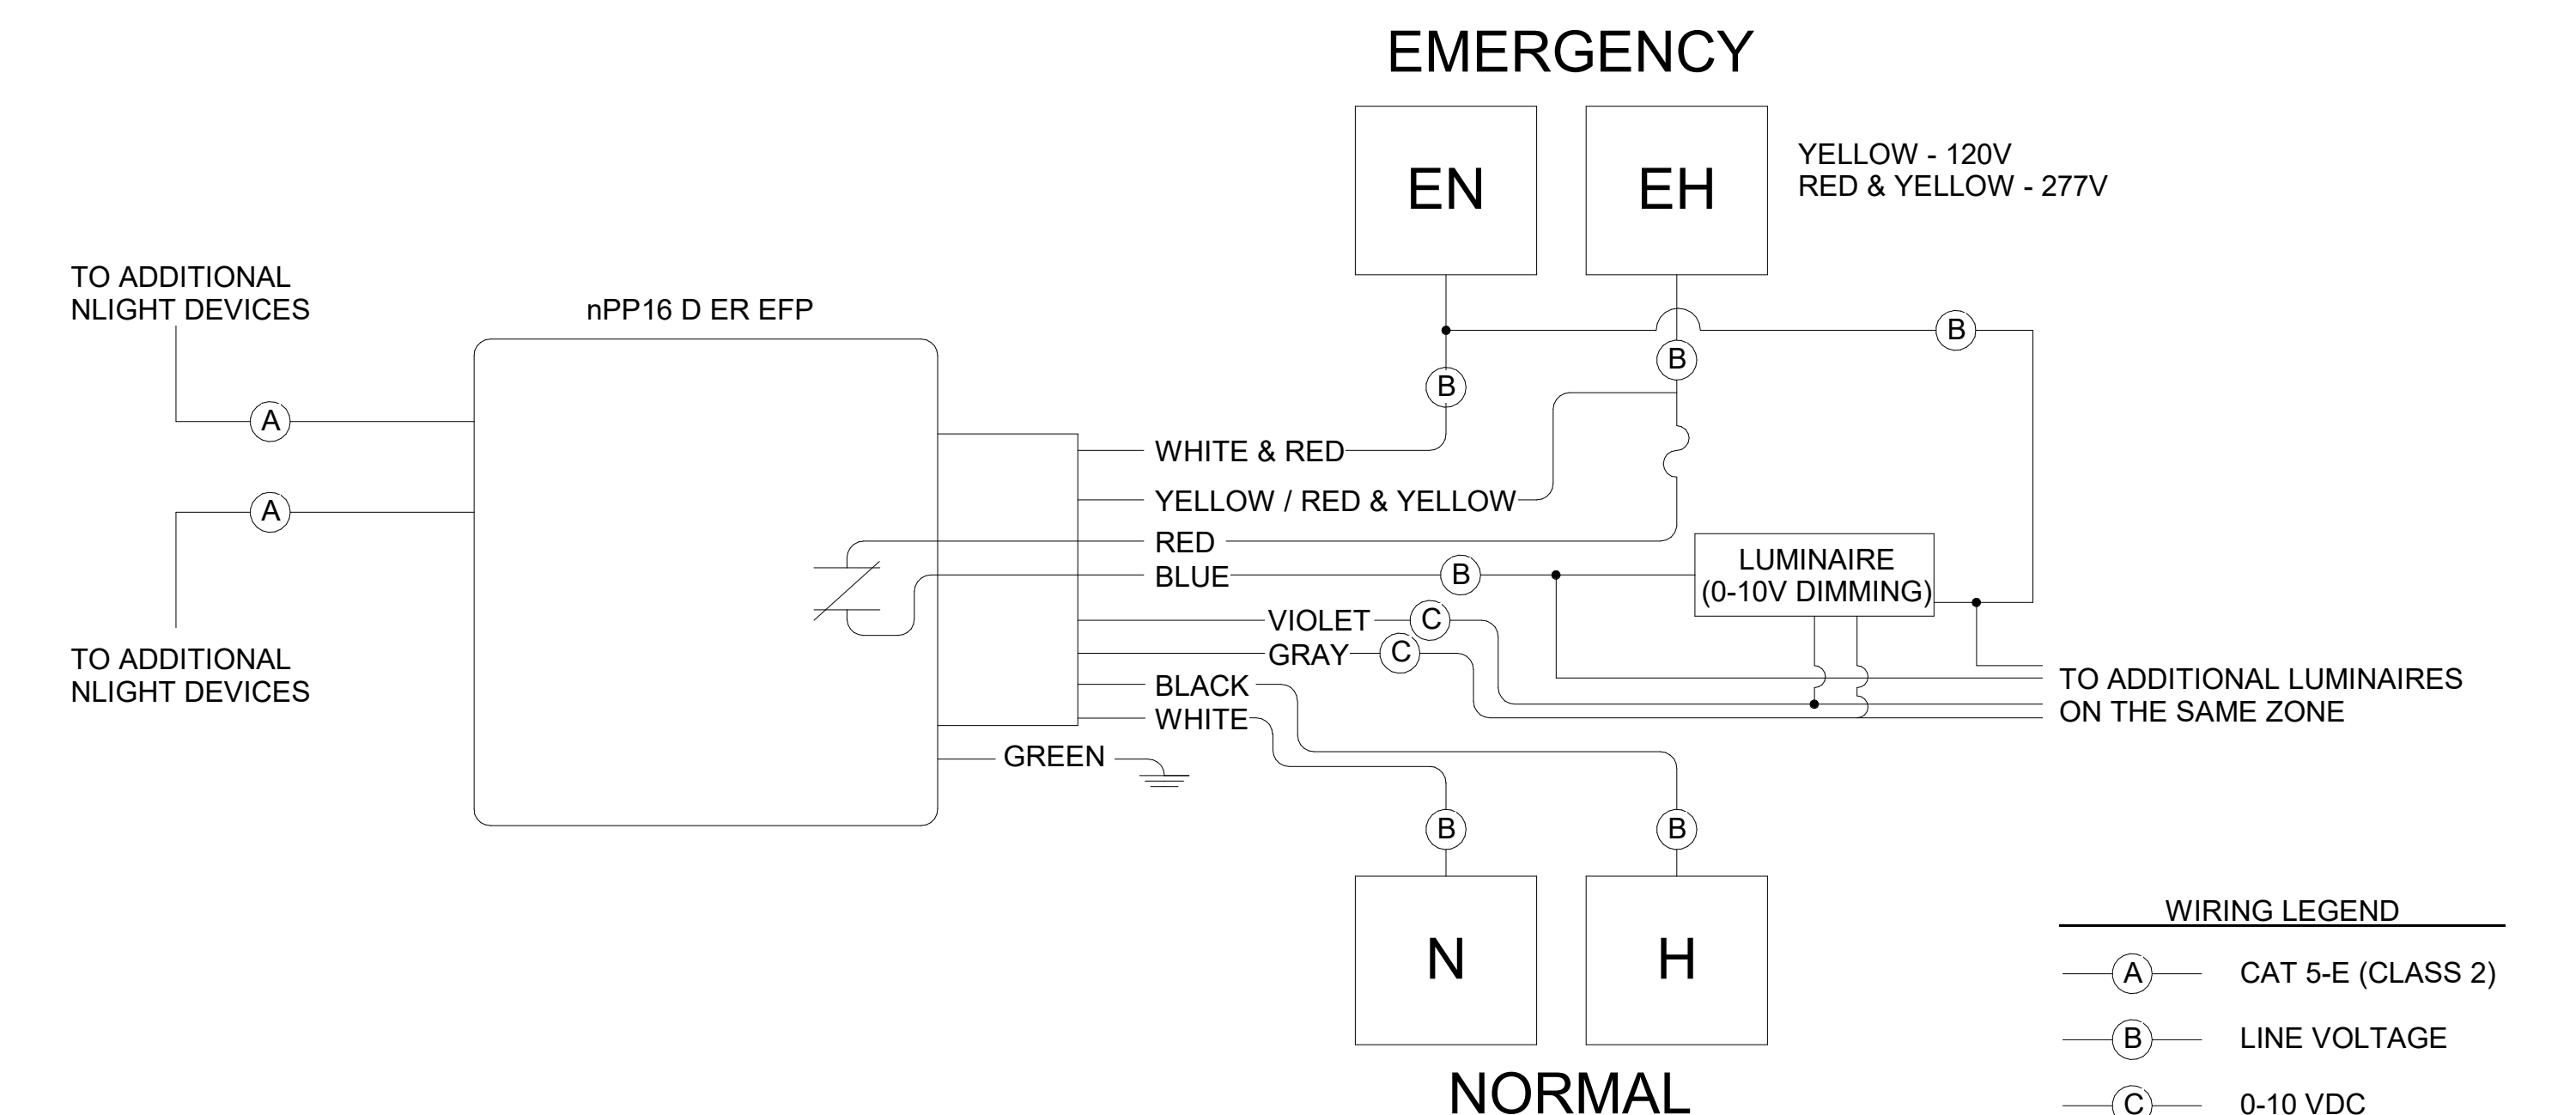 EMERGENCY
EN
EH
YELLOW - 120V
RED & YELLOW - 277V
TO ADDITIONAL
NLIGHT DEVICES
nPP16 D ER EFP
B
B
B
A
WHITE & RED
A
YELLOW / RED & YELLOW
RED
BLUE
B
LUMINAIRE
(0-10V DIMMING)
VIOLET
C
GRAY
C
TO ADDITIONAL
NLIGHT DEVICES
BLACK
WHITE
TO ADDITIONAL LUMINAIRES
ON THE SAME ZONE
GREEN
B
B
N
H
NORMAL
WIRING LEGEND
A CAT 5-E (CLASS 2)
B LINE VOLTAGE
C 0-10 VDC